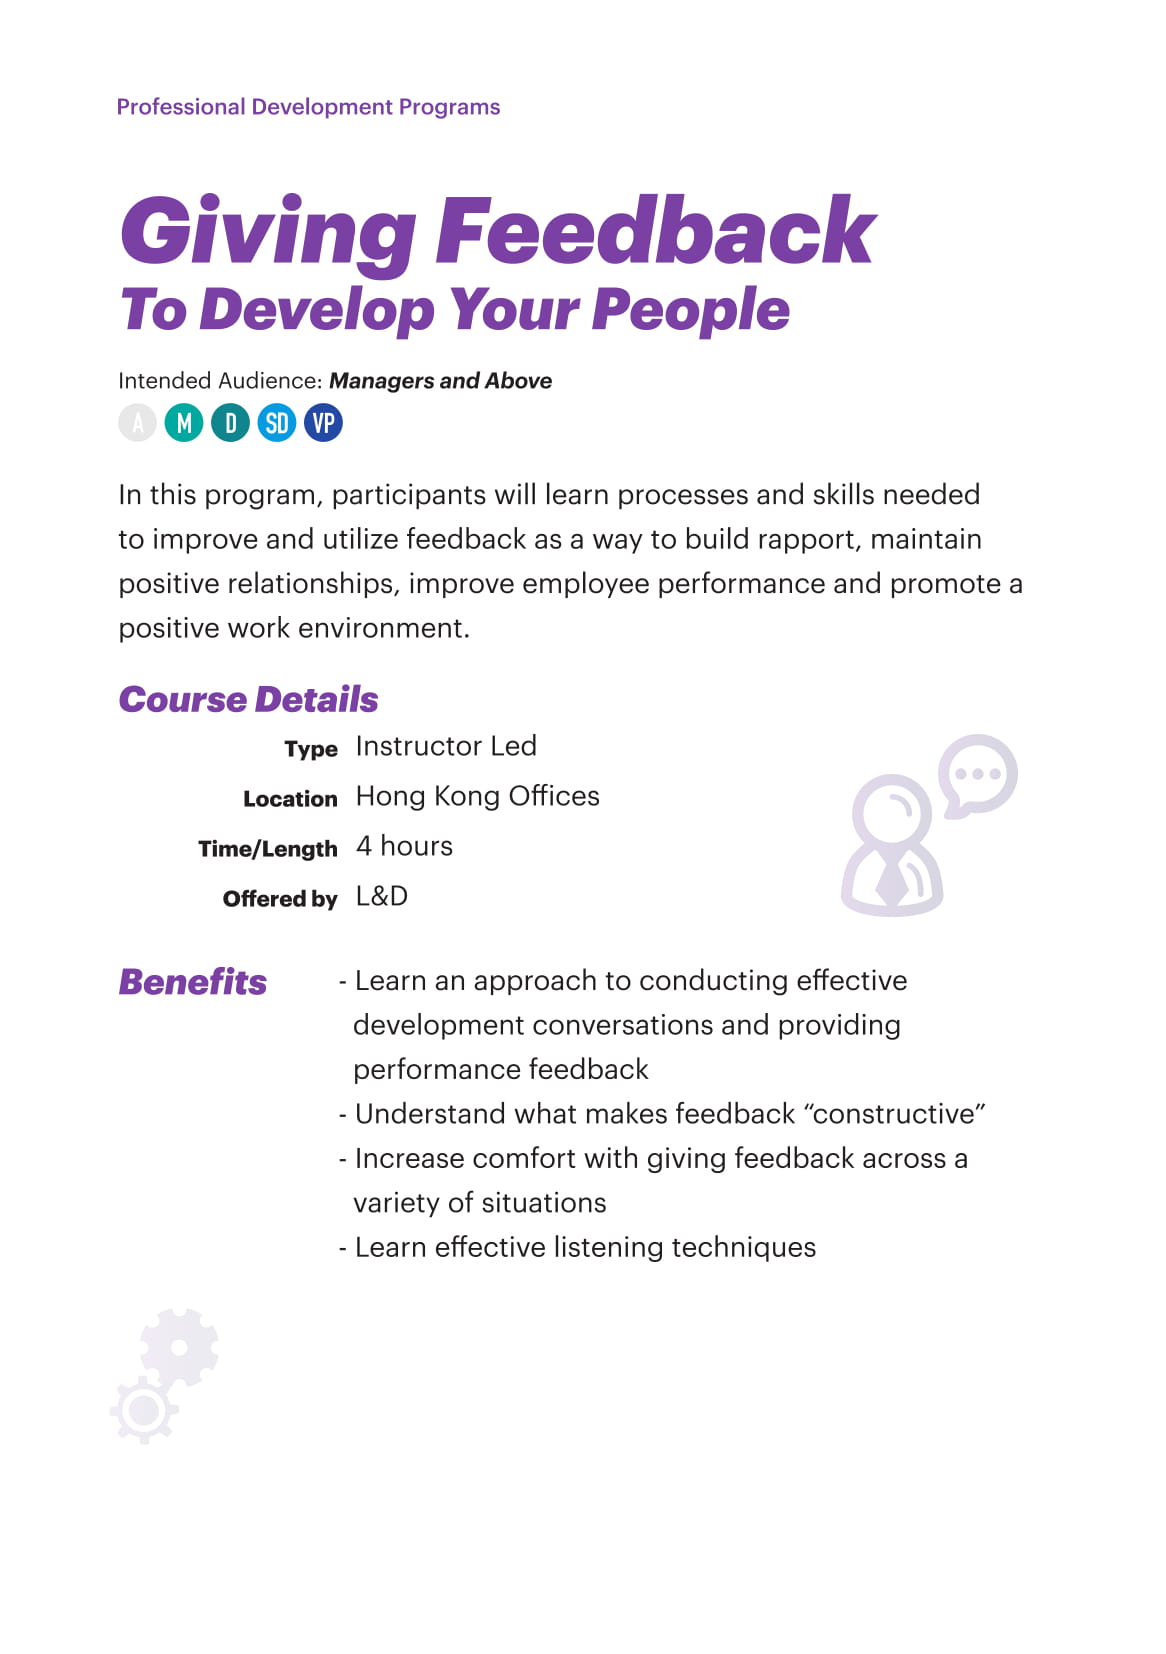 Professional Development Programs
Giving Feedback
To Develop Your People
Intended Audience: Managers and Above
A M D SD VP
In this program, participants will learn processes and skills needed
to improve and utilize feedback as a way to build rapport, maintain
positive relationships, improve employee performance and promote a
positive work environment.
Course Details
Type Instructor Led
Location Hong Kong Offices
Time/Length 4 hours
Offered by L&D
Benefits - Learn an approach to conducting effective
development conversations and providing
performance feedback
- Understand what makes feedback “constructive”
- Increase comfort with giving feedback across a
variety of situations
- Learn effective listening techniques